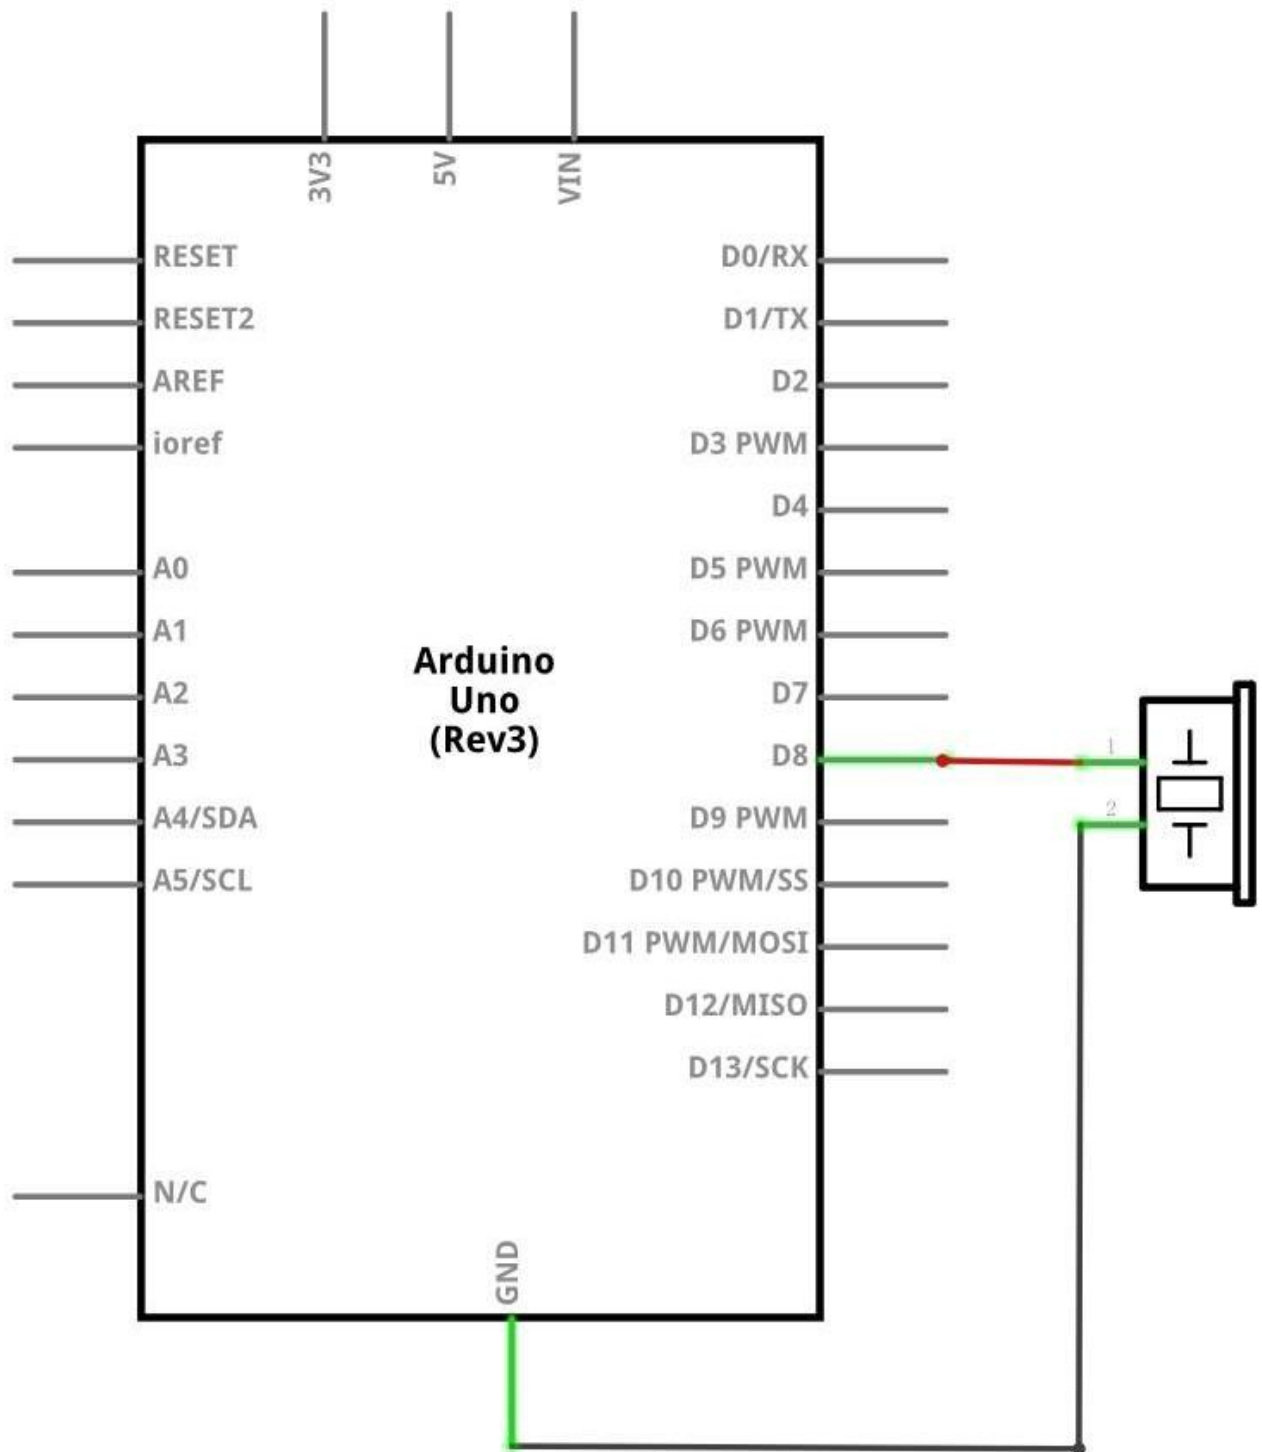 3V3
5V
VIN
RESET
RESET2
AREF
ioref
A0
A1
A2
A3
A4/SDA
A5/SCL
N/C
Arduino
Uno
(Rev3)
D0/RX
D1/TX
D2
D3 PWM
D4
D5 PWM
D6 PWM
D7
D8
D9 PWM
D10 PWM/SS
D11 PWM/MOSI
D12/MISO
D13/SCK
GND
1
2